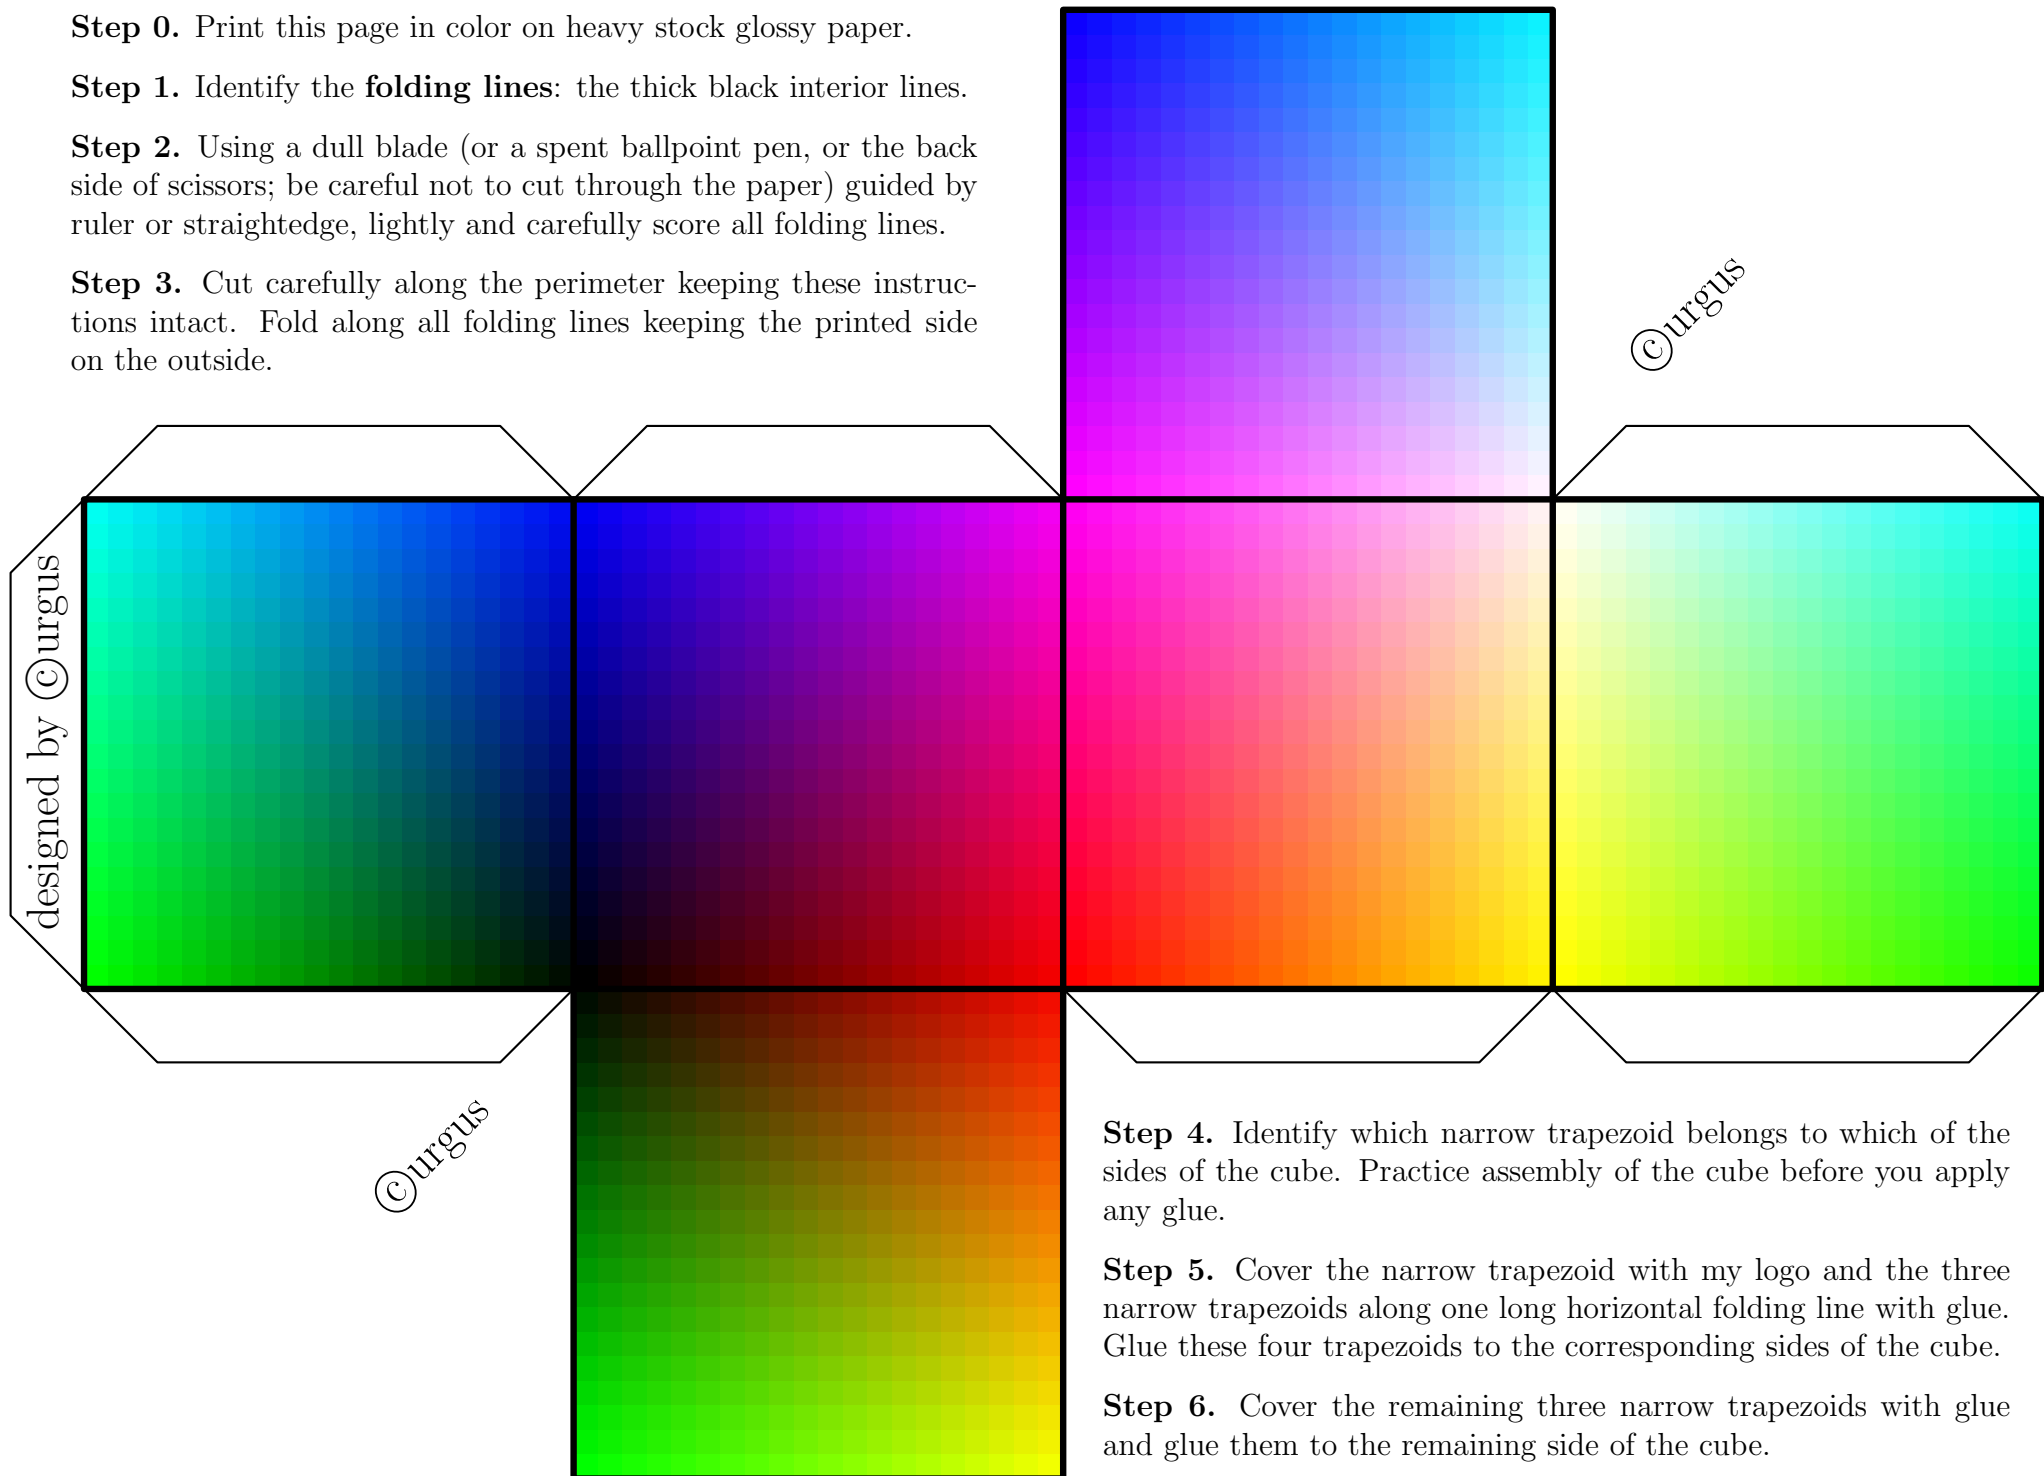 Step 0. Print this page in color on heavy stock glossy paper.
Step 1. Identify the folding lines: the thick black interior lines.
Step 2. Using a dull blade (or a spent ballpoint pen, or the back
side of scissors; be careful not to cut through the paper) guided by
ruler or straightedge, lightly and carefully score all folding lines.
Step 3. Cut carefully along the perimeter keeping these instruc-
tions intact. Fold along all folding lines keeping the printed side
on the outside.
©urgus
designed by ©urgus
©urgus
Step 4. Identify which narrow trapezoid belongs to which of the
sides of the cube. Practice assembly of the cube before you apply
any glue.
Step 5. Cover the narrow trapezoid with my logo and the three
narrow trapezoids along one long horizontal folding line with glue.
Glue these four trapezoids to the corresponding sides of the cube.
Step 6. Cover the remaining three narrow trapezoids with glue
and glue them to the remaining side of the cube.